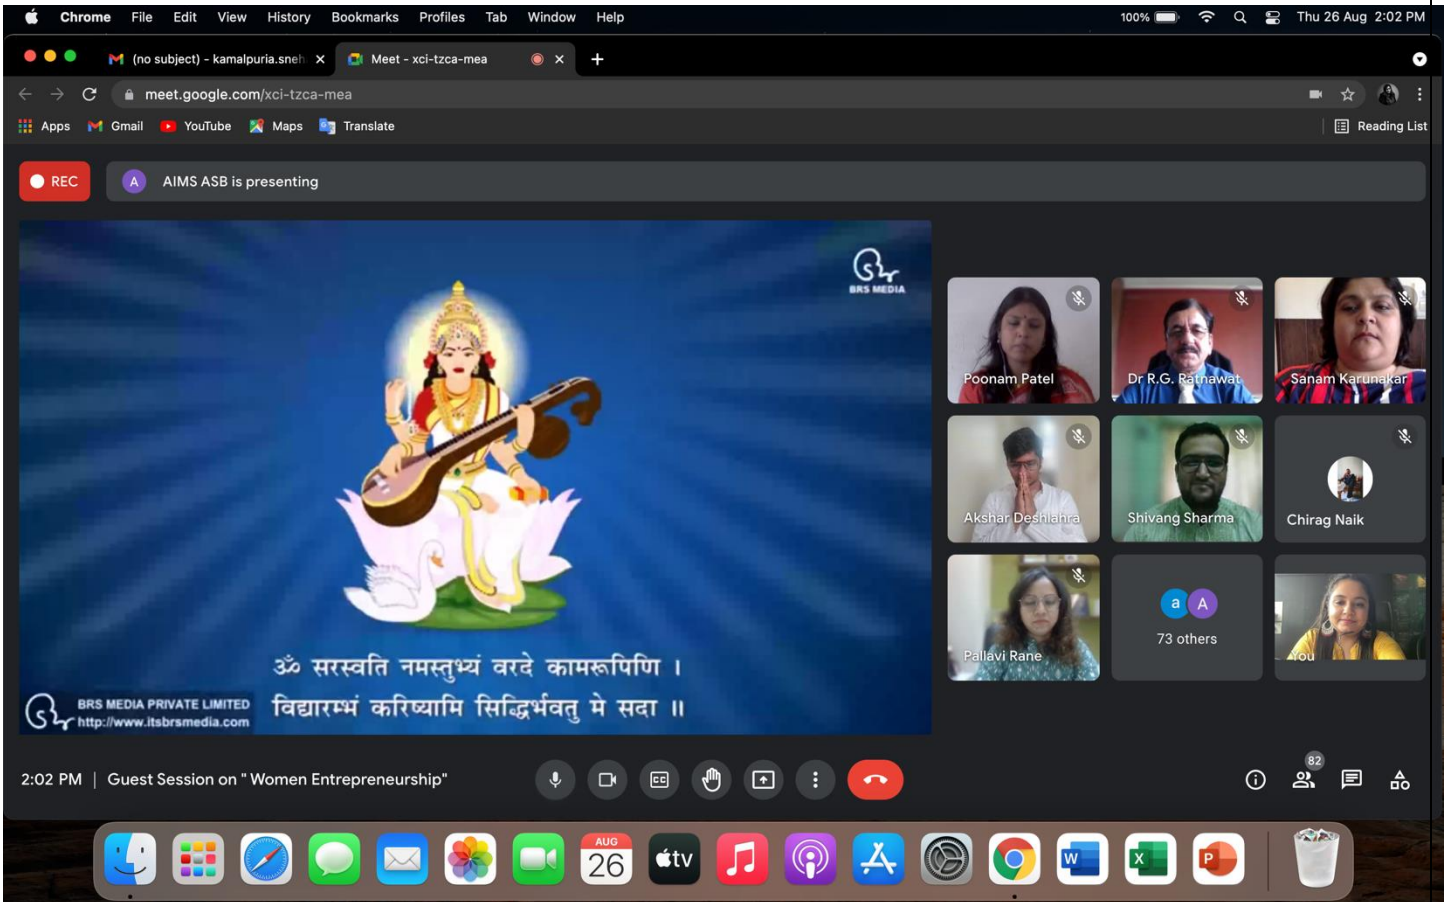 Chrome File Edit View History Bookmarks Profiles Tab Window Help 100% Thu 26 Aug 2:02 PM
(no subject) - kamalpuria.sneh Meet - xci-tzca-mea
meet.google.com/xci-tzca-mea
Apps Gmail YouTube Maps Translate Reading List
REC A AIMS ASB is presenting
BRS MEDIA
Poonam Patel Dr R.G. Ratnawat Sanam Karunakar
Akshar Deshlahra Shivang Sharma Chirag Naik
a A
Pallavi Rane 73 others You
ॐ सरस्वति नमस्तुभ्यं वरदे कामरूपिणि ।
विद्यारम्भं करिष्यामि सिद्धिर्भवतु मे सदा ॥
BRS MEDIA PRIVATE LIMITED
http://www.itsbrsmedia.com
2:02 PM | Guest Session on " Women Entrepreneurship" CC 82
AUG
26 tv W X P